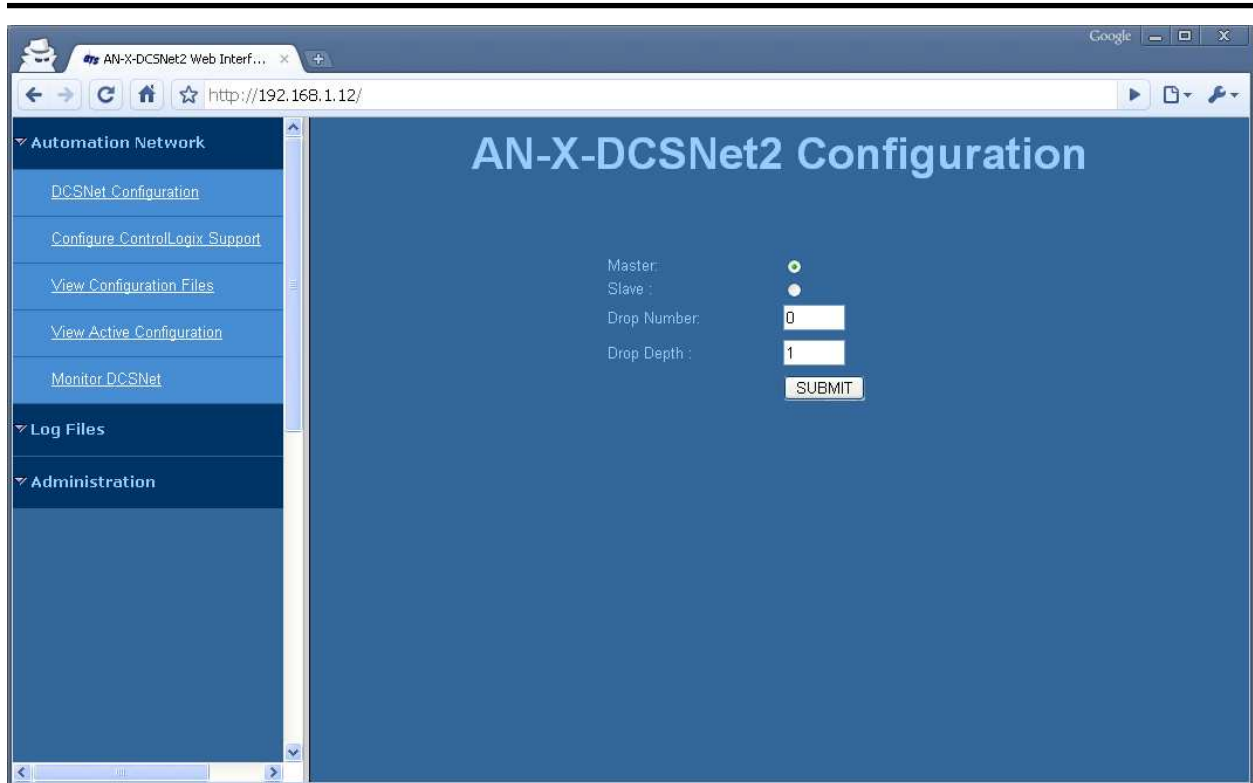 Google
AN-X-DCSNet2 Web Interf...
http://192.168.1.12/
Automation Network
DCSNet Configuration
Configure ControlLogix Support
View Configuration Files
View Active Configuration
Monitor DCSNet
Log Files
Administration
AN-X-DCSNet2 Configuration
Master:
Slave :
Drop Number: 0
Drop Depth : 1
SUBMIT